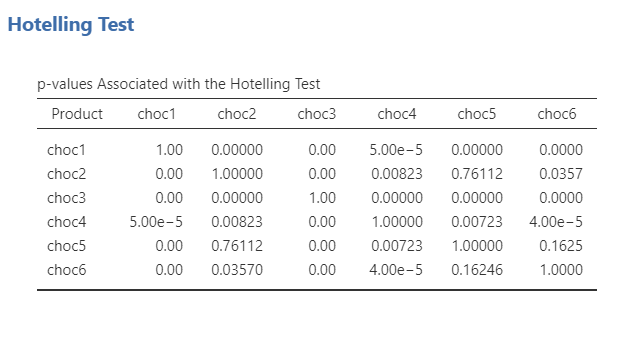 Hotelling Test
p-values Associated with the Hotelling Test
Product choc1 choc2 choc3 choc4 choc5 choc6
choc1 1.00 0.00000 0.00 5.00e−5 0.00000 0.0000
choc2 0.00 1.00000 0.00 0.00823 0.76112 0.0357
choc3 0.00 0.00000 1.00 0.00000 0.00000 0.0000
choc4 5.00e−5 0.00823 0.00 1.00000 0.00723 4.00e−5
choc5 0.00 0.76112 0.00 0.00723 1.00000 0.1625
choc6 0.00 0.03570 0.00 4.00e−5 0.16246 1.0000